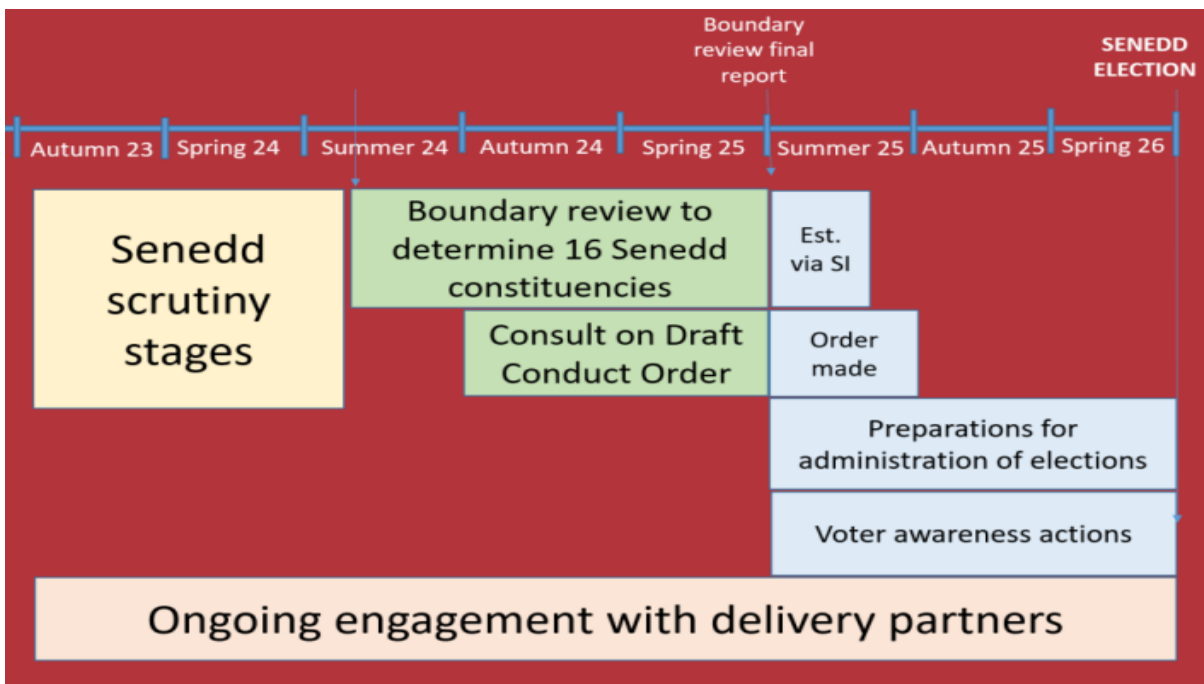 Boundary
review final
report
SENEDD
ELECTION
Autumn 23
Spring 24
Summer 24
Autumn 24
Spring 25
Summer 25
Autumn 25
Spring 26
Senedd
scrutiny
stages
Boundary review to
determine 16 Senedd
constituencies
Est.
via SI
Consult on Draft
Conduct Order
Order
made
Preparations for
administration of elections
Voter awareness actions
Ongoing engagement with delivery partners